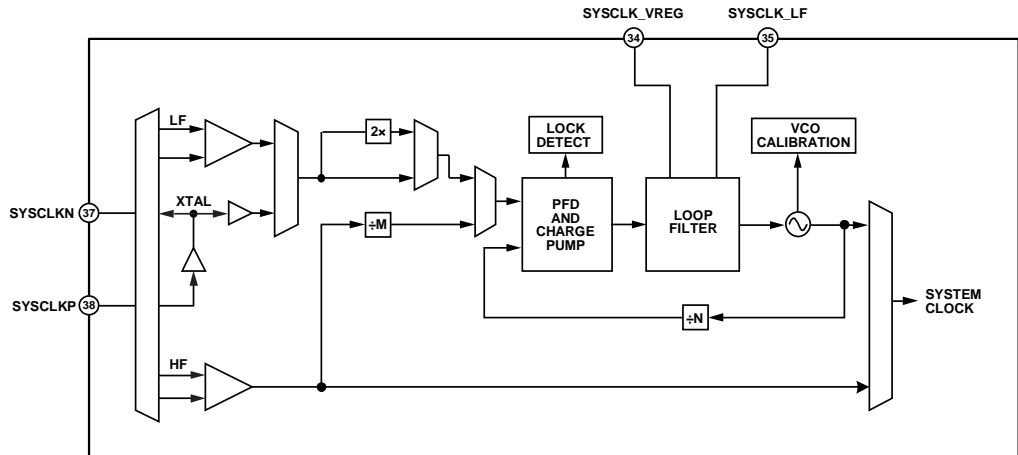 SYSCLK_VREG
SYSCLK_LF
34
35
LF
2×
LOCK
DETECT
VCO
CALIBRATION
XTAL
SYSCLKN
37
÷M
PFD
AND
CHARGE
PUMP
LOOP
FILTER
SYSCLKP
38
÷N
SYSTEM
CLOCK
HF